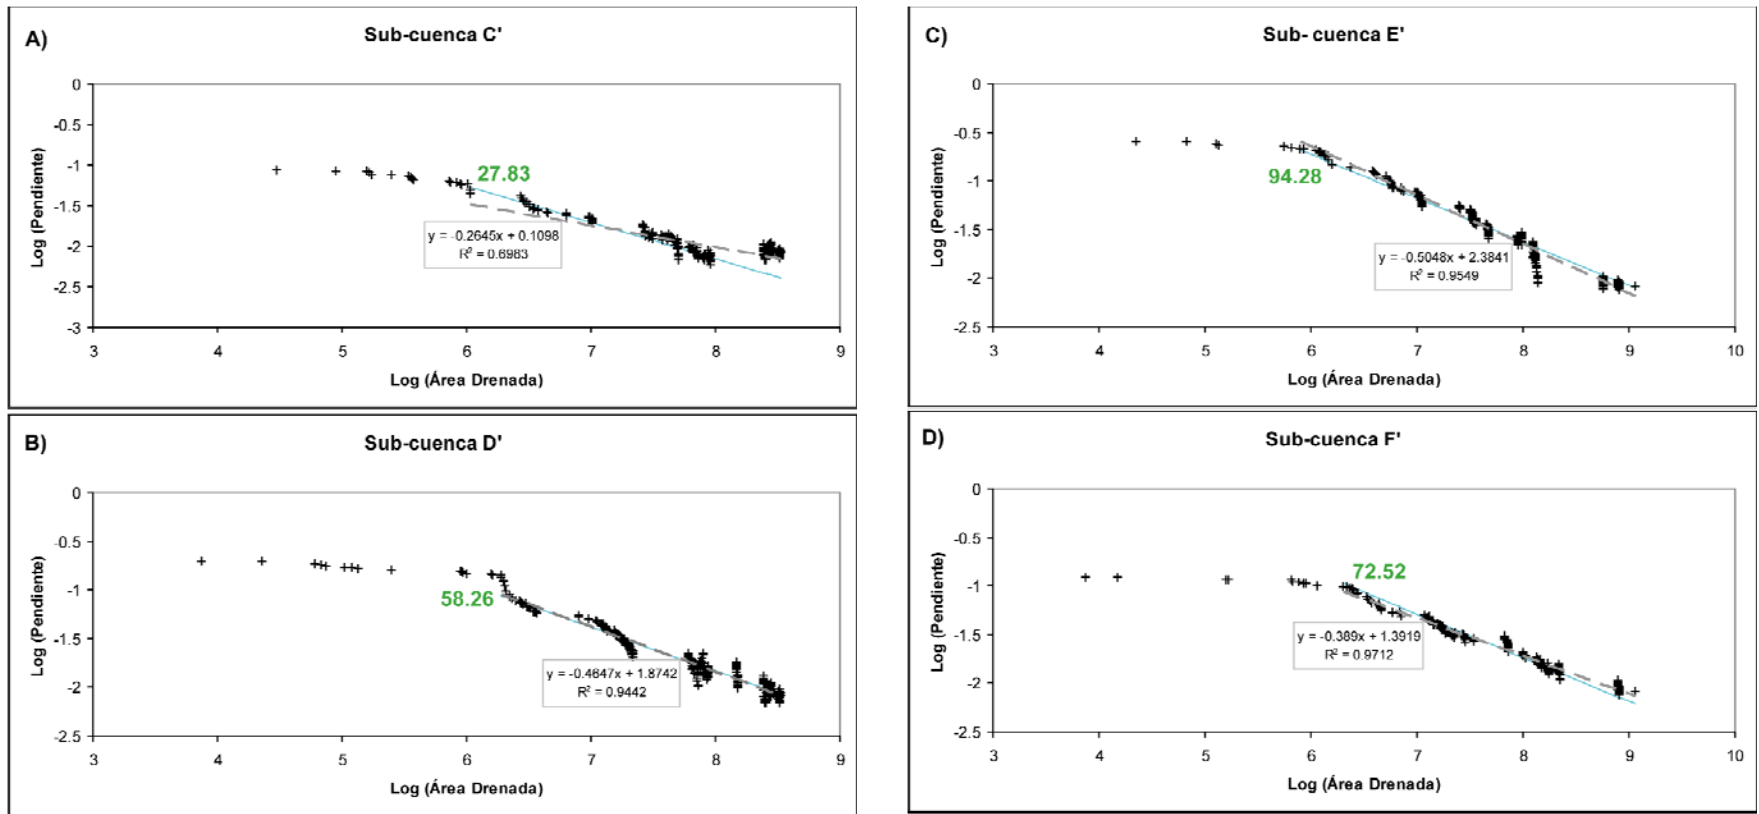 A)
Sub-cuenca C'
0
-0.5
-1
-1.5
-2
-2.5
-3
Log (Pendiente)
27.83
y = -0.2645x + 0.1098
R² = 0.6983
3 4 5 6 7 8 9
Log (Área Drenada)
B)
Sub-cuenca D'
0
-0.5
-1
-1.5
-2
-2.5
Log (Pendiente)
58.26
y = -0.4647x + 1.8742
R² = 0.9442
3 4 5 6 7 8 9
Log (Área Drenada)
C)
Sub- cuenca E'
0
-0.5
-1
-1.5
-2
-2.5
Log (Pendiente)
94.28
y = -0.5048x + 2.3841
R² = 0.9549
3 4 5 6 7 8 9 10
Log (Área Drenada)
D)
Sub-cuenca F'
0
-0.5
-1
-1.5
-2
-2.5
Log (Pendiente)
72.52
y = -0.389x + 1.3919
R² = 0.9712
3 4 5 6 7 8 9 10
Log (Área Drenada)